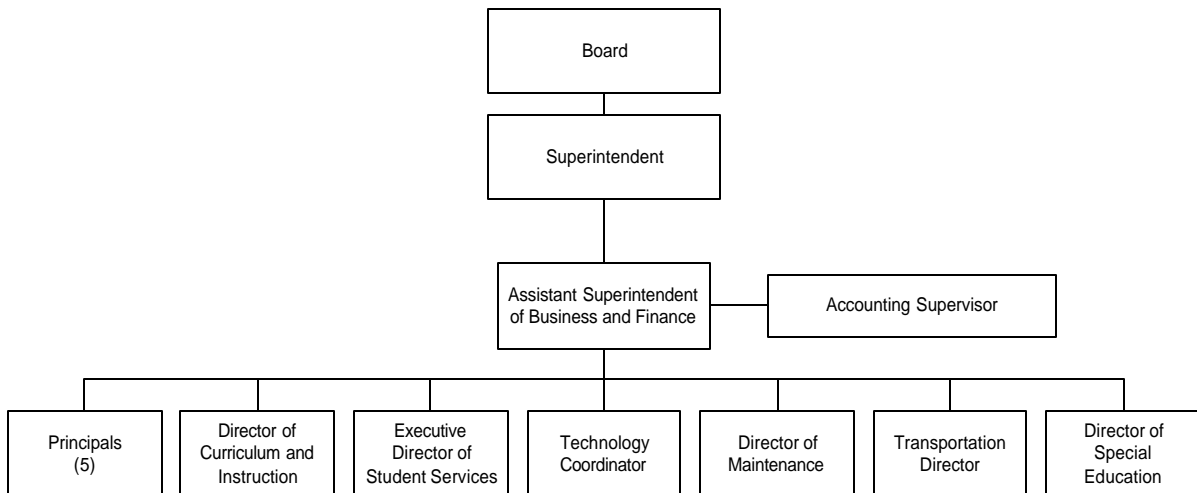 Board
Superintendent
Assistant Superintendent
of Business and Finance
Accounting Supervisor
Principals
(5)
Director of
Curriculum and
Instruction
Executive
Director of
Student Services
Technology
Coordinator
Director of
Maintenance
Transportation
Director
Director of
Special
Education